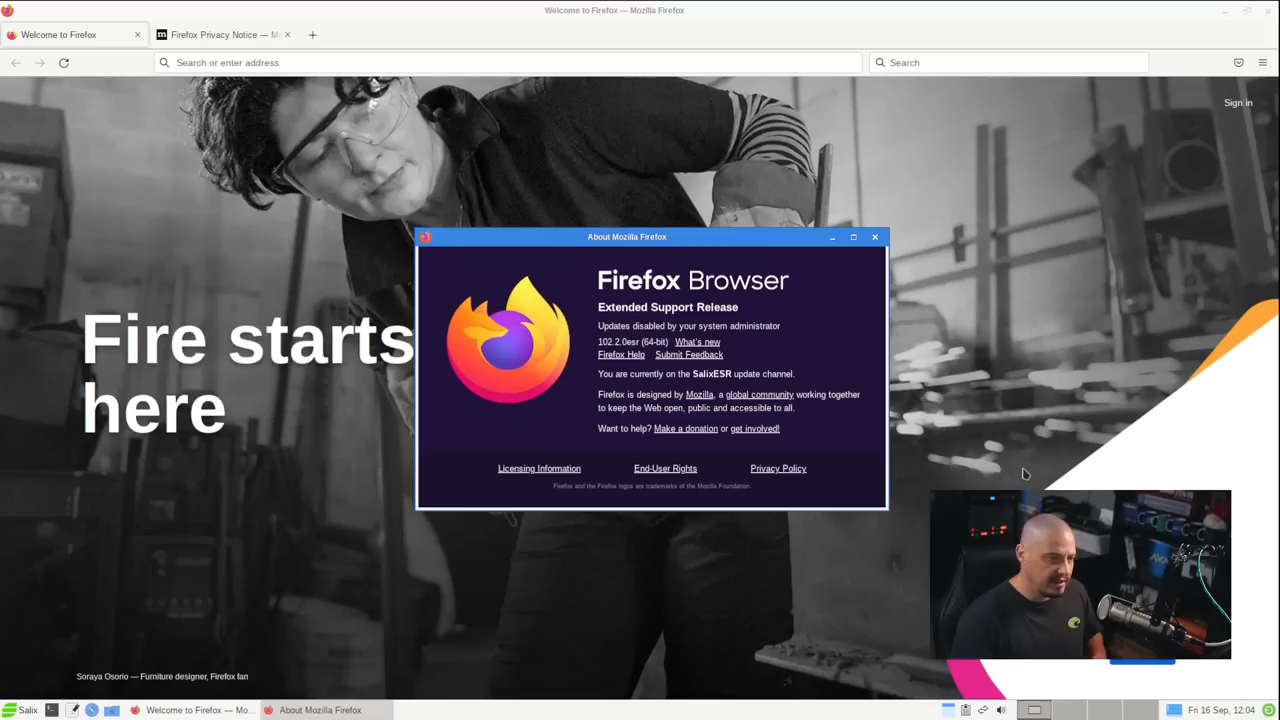 Welcome to Firefox — Mozilla Firefox
Welcome to Firefox
Firefox Privacy Notice — M
Search or enter address
Search
Sign in
About Mozilla Firefox
Firefox Browser
Extended Support Release
Updates disabled by your system administrator
102.2.0esr (64-bit) What's new
Firefox Help Submit Feedback
You are currently on the SalixESR update channel.
Firefox is designed by Mozilla, a global community working together
to keep the Web open, public and accessible to all.
Want to help? Make a donation or get involved!
Licensing Information End-User Rights Privacy Policy
Firefox and the Firefox logos are trademarks of the Mozilla Foundation.
Fire starts
here
Soraya Osorio — Furniture designer, Firefox fan
Salix
Welcome to Firefox — Mo...
About Mozilla Firefox
Fri 16 Sep, 12:04